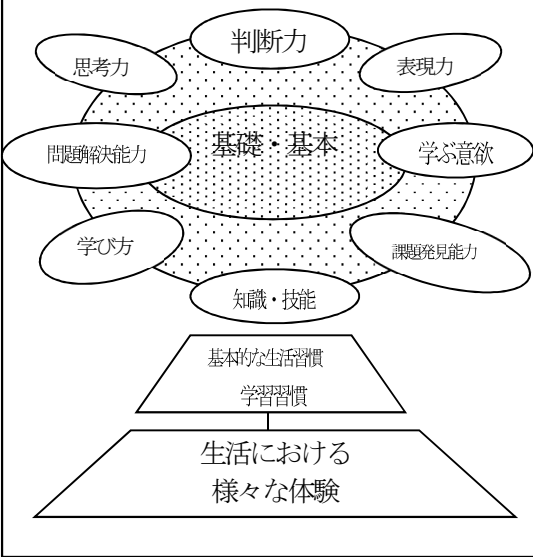 判断力
思考力
表現力
基礎・基本
問題解決能力
学ぶ意欲
学び方
課題発見能力
知識・技能
基本的な生活習慣
学習習慣
生活における
様々な体験